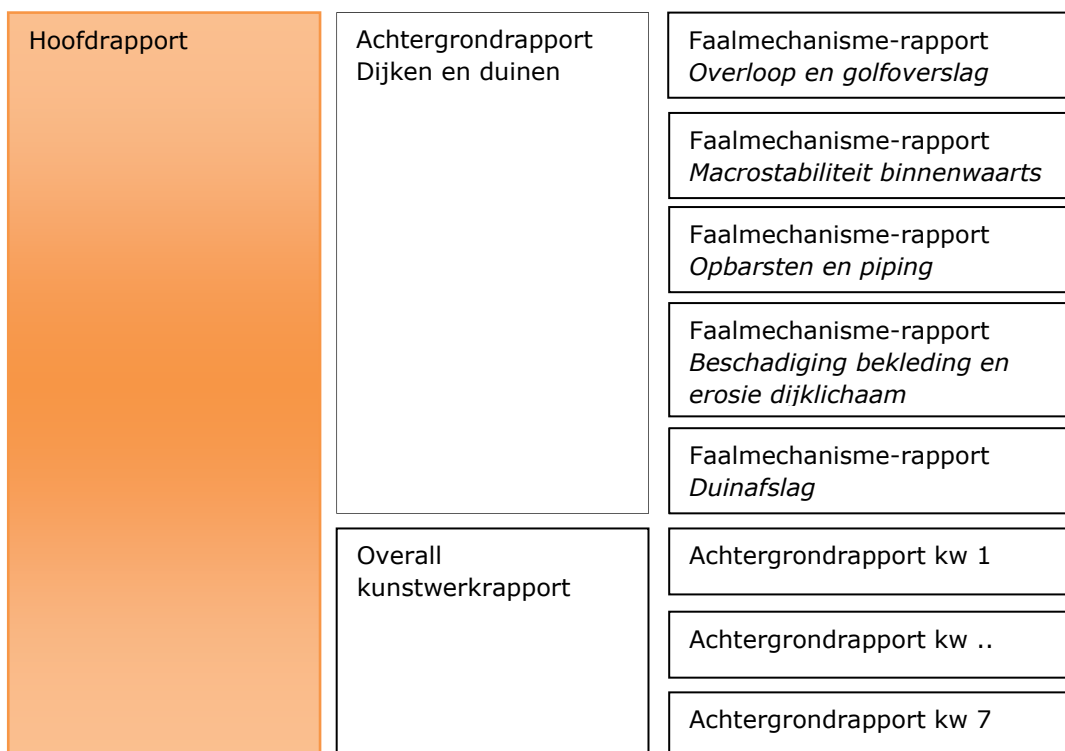 Hoofdrapport
Achtergrondrapport
Dijken en duinen
Faalmechanisme-rapport
Overloop en golfoverslag
Faalmechanisme-rapport
Macrostabiliteit binnenwaarts
Faalmechanisme-rapport
Opbarsten en piping
Faalmechanisme-rapport
Beschadiging bekleding en
erosie dijklichaam
Faalmechanisme-rapport
Duinafslag
Overall
kunstwerkrapport
Achtergrondrapport kw 1
Achtergrondrapport kw ..
Achtergrondrapport kw 7